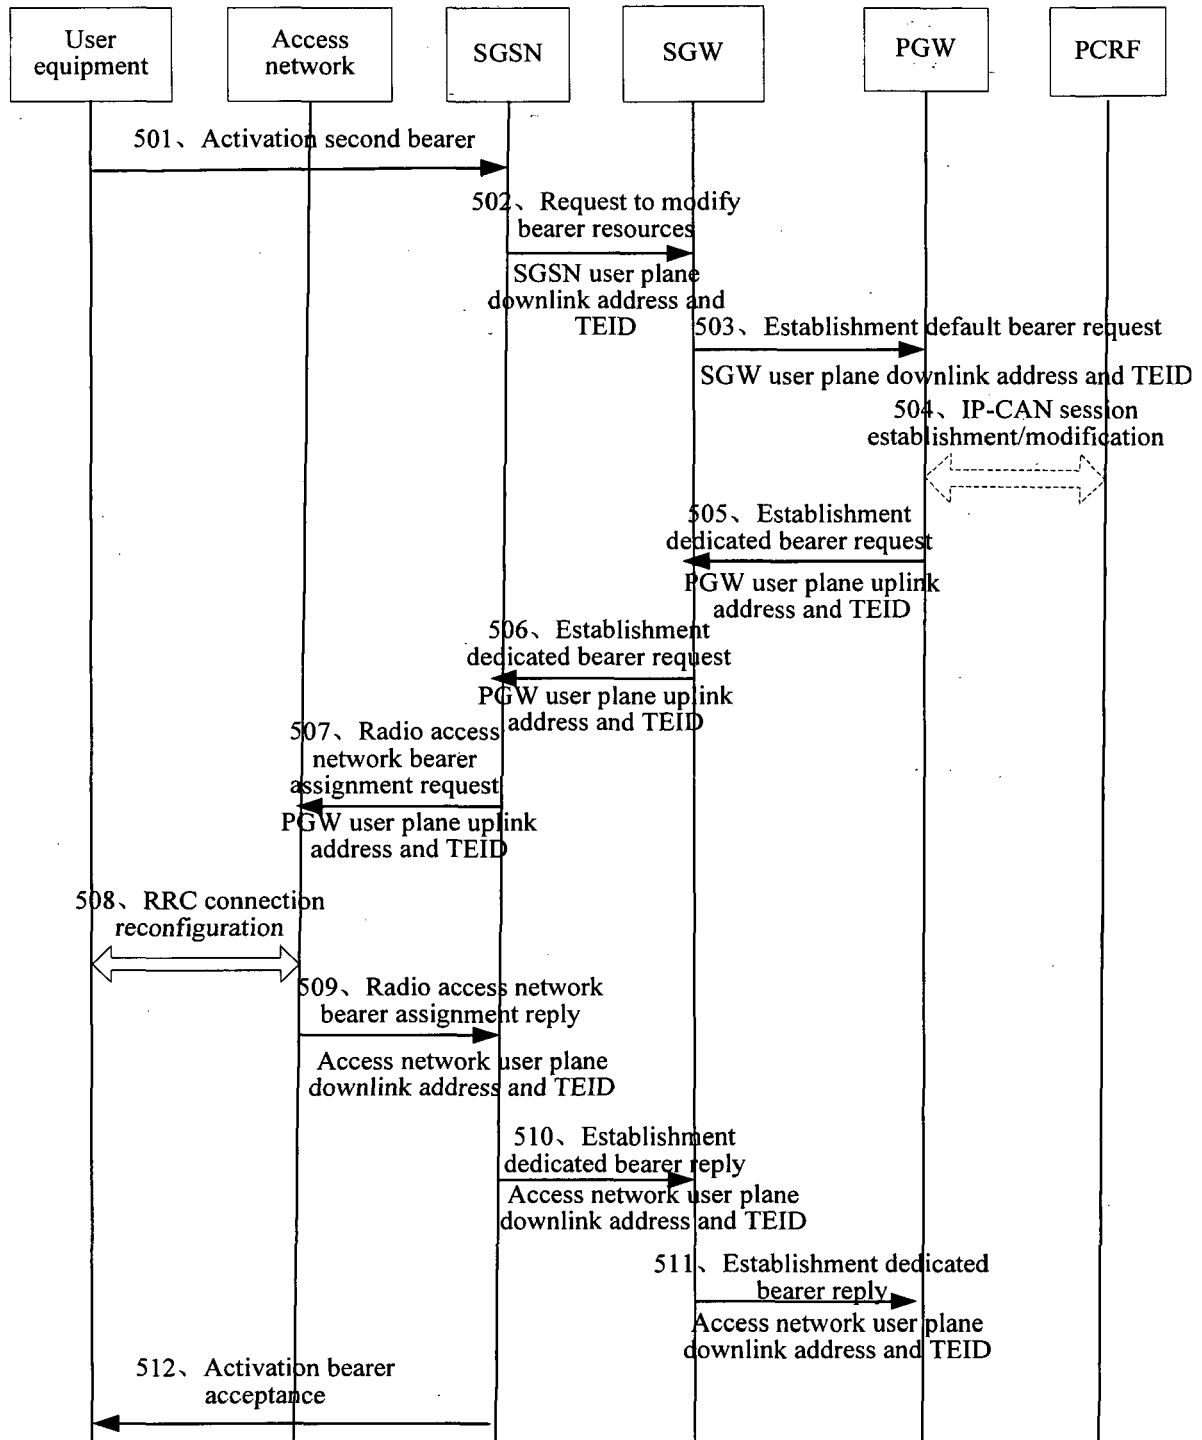 User
equipment
Access
network
SGSN
SGW
PGW
PCRF
501、Activation second bearer
502、Request to modify
bearer resources
SGSN user plane
downlink address and
TEID
503、Establishment default bearer request
SGW user plane downlink address and TEID
504、IP-CAN session
establishment/modification
505、Establishment
dedicated bearer request
PGW user plane uplink
address and TEID
506、Establishment
dedicated bearer request
PGW user plane uplink
address and TEID
507、Radio access
network bearer
assignment request
PGW user plane uplink
address and TEID
508、RRC connection
reconfiguration
509、Radio access network
bearer assignment reply
Access network user plane
downlink address and TEID
510、Establishment
dedicated bearer reply
Access network user plane
downlink address and TEID
511、Establishment dedicated
bearer reply
Access network user plane
downlink address and TEID
512、Activation bearer
acceptance